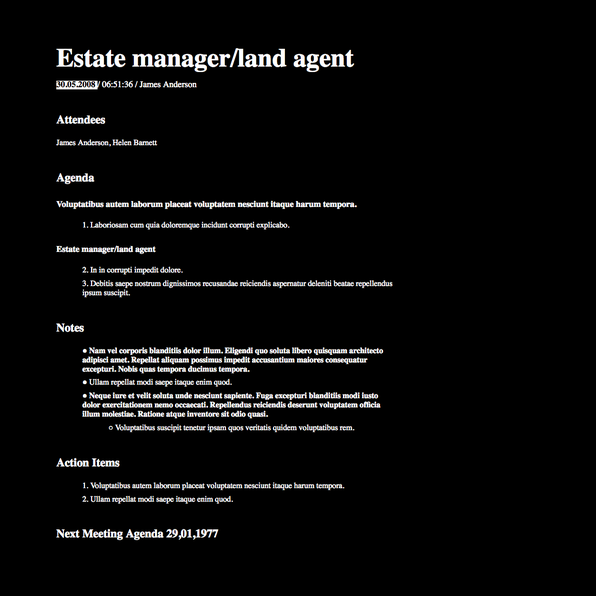 Estate manager/land agent
30.05.2008 / 06:51:36 / James Anderson
Attendees
James Anderson, Helen Barnett
Agenda
Voluptatibus autem laborum placeat voluptatem nesciunt itaque harum tempora.
1. Laboriosam cum quia doloremque incidunt corrupti explicabo.
Estate manager/land agent
2. In in corrupti impedit dolore.
3. Debitis saepe nostrum dignissimos recusandae reiciendis aspernatur deleniti beatae repellendus
ipsum suscipit.
Notes
● Nam vel corporis blanditiis dolor illum. Eligendi quo soluta libero quisquam architecto
adipisci amet. Repellat aliquam possimus impedit accusantium maiores consequatur
excepturi. Nobis quas tempora ducimus tempora.
● Ullam repellat modi saepe itaque enim quod.
● Neque iure et velit soluta unde nesciunt sapiente. Fuga excepturi blanditiis modi iusto
dolor exercitationem nemo occaecati. Repellendus reiciendis deserunt voluptatem officia
illum molestiae. Ratione atque inventore sit odio quasi.
○ Voluptatibus suscipit tenetur ipsam quos veritatis quidem voluptatibus rem.
Action Items
1. Voluptatibus autem laborum placeat voluptatem nesciunt itaque harum tempora.
2. Ullam repellat modi saepe itaque enim quod.
Next Meeting Agenda 29,01,1977